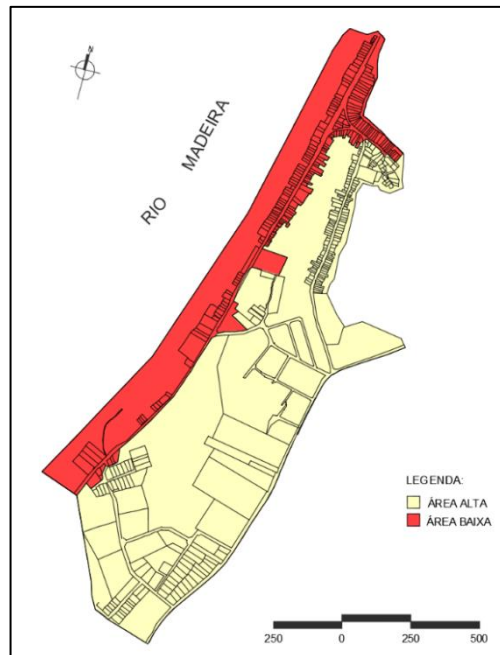 N
RIO MADEIRA
LEGENDA:
ÁREA ALTA
ÁREA BAIXA
250 0 250 500